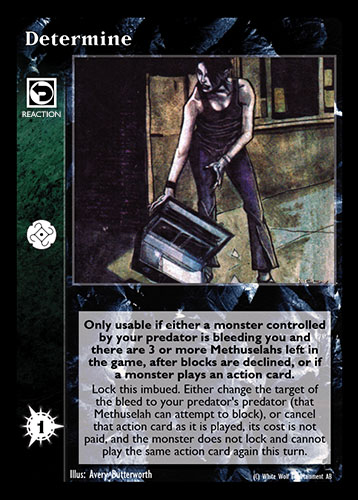 Determine
REACTION
Only usable if either a monster controlled
by your predator is bleeding you and
there are 3 or more Methuselahs left in
the game, after blocks are declined, or if
a monster plays an action card.
Lock this imbued. Either change the target of
the bleed to your predator's predator (that
Methuselah can attempt to block), or cancel
that action card as it is played, its cost is not
paid, and the monster does not lock and cannot
play the same action card again this turn.
1
Illus: Avery Butterworth
(C) White Wolf Entertainment AB